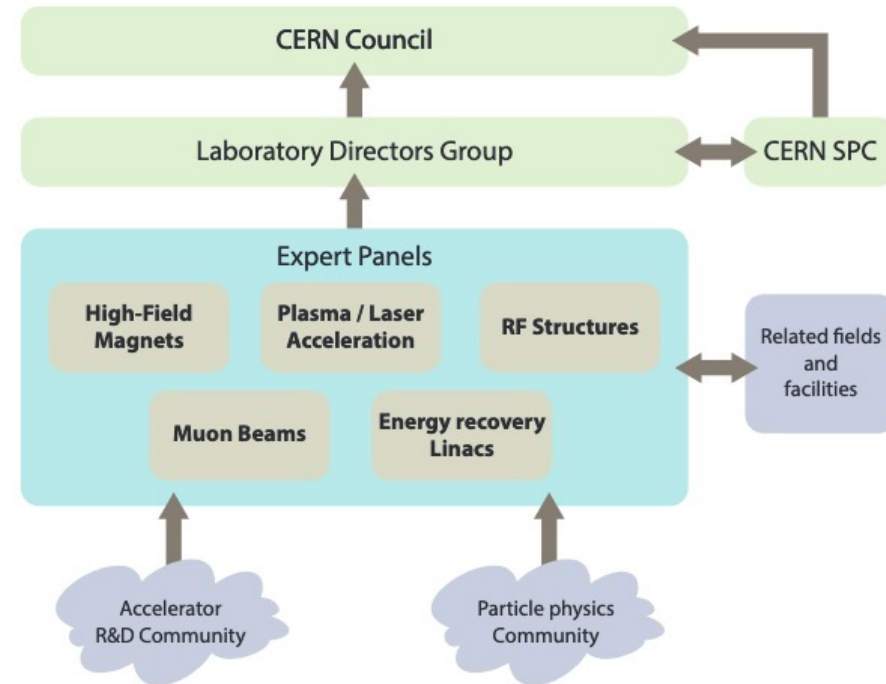 CERN Council
Laboratory Directors Group
CERN SPC
Expert Panels
High-Field
Magnets
Plasma / Laser
Acceleration
RF Structures
Related fields
and
facilities
Muon Beams
Energy recovery
Linacs
Accelerator
R&D Community
Particle physics
Community